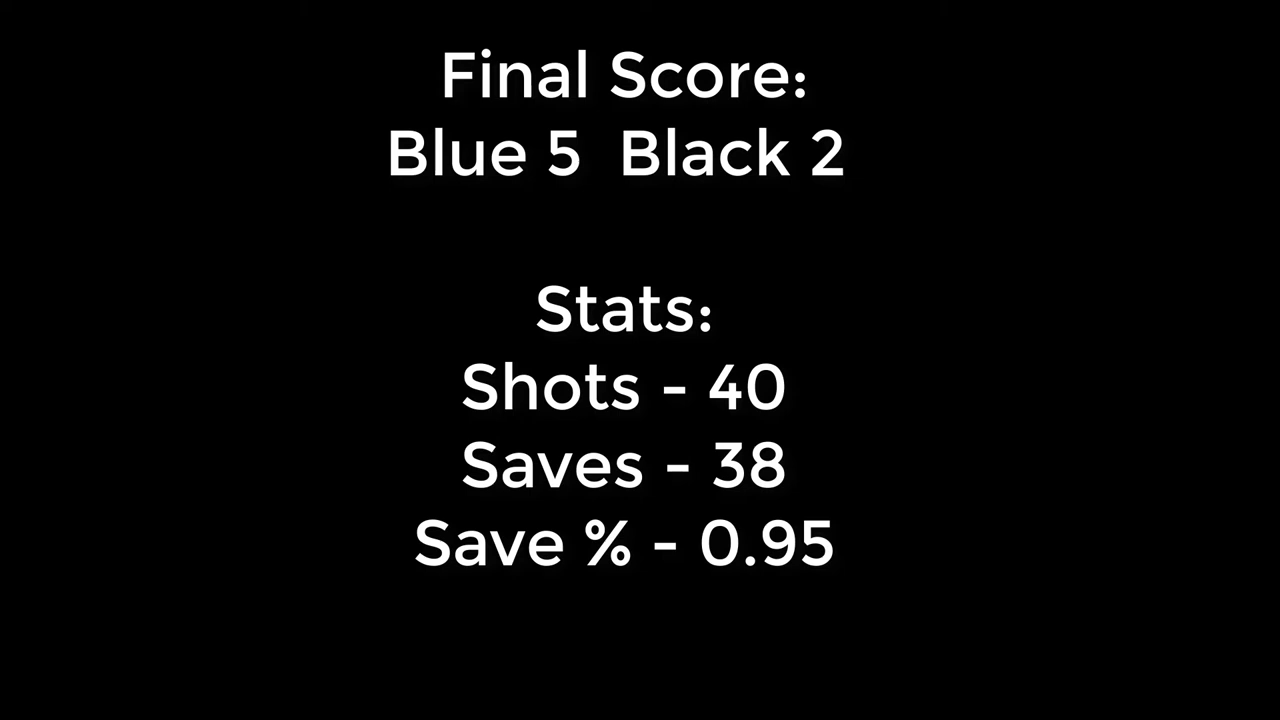 Final Score:
Blue 5  Black 2
Stats:
Shots - 40
Saves - 38
Save % - 0.95